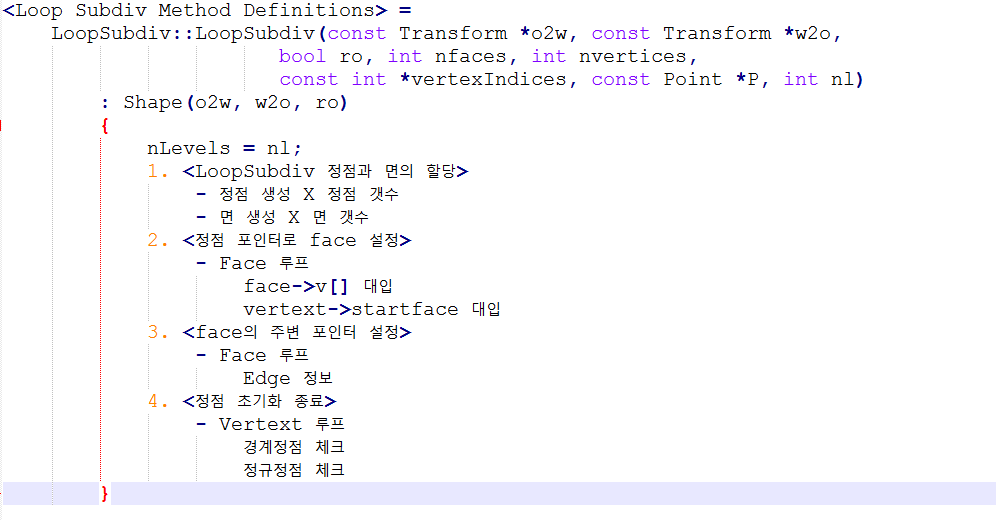 <Loop Subdiv Method Definitions> =
LoopSubdiv::LoopSubdiv(const Transform *o2w, const Transform *w2o,
bool ro, int nfaces, int nvertices,
const int *vertexIndices, const Point *P, int nl)
: Shape(o2w, w2o, ro)
{
nLevels = nl;
1. <LoopSubdiv 정점과 면의 할당>
- 정점 생성 X 정점 갯수
- 면 생성 X 면 갯수
2. <정점 포인터로 face 설정>
- Face 루프
face->v[] 대입
vertext->startface 대입
3. <face의 주변 포인터 설정>
- Face 루프
Edge 정보
4. <정점 초기화 종료>
- Vertext 루프
경계정점 체크
정규정점 체크
}